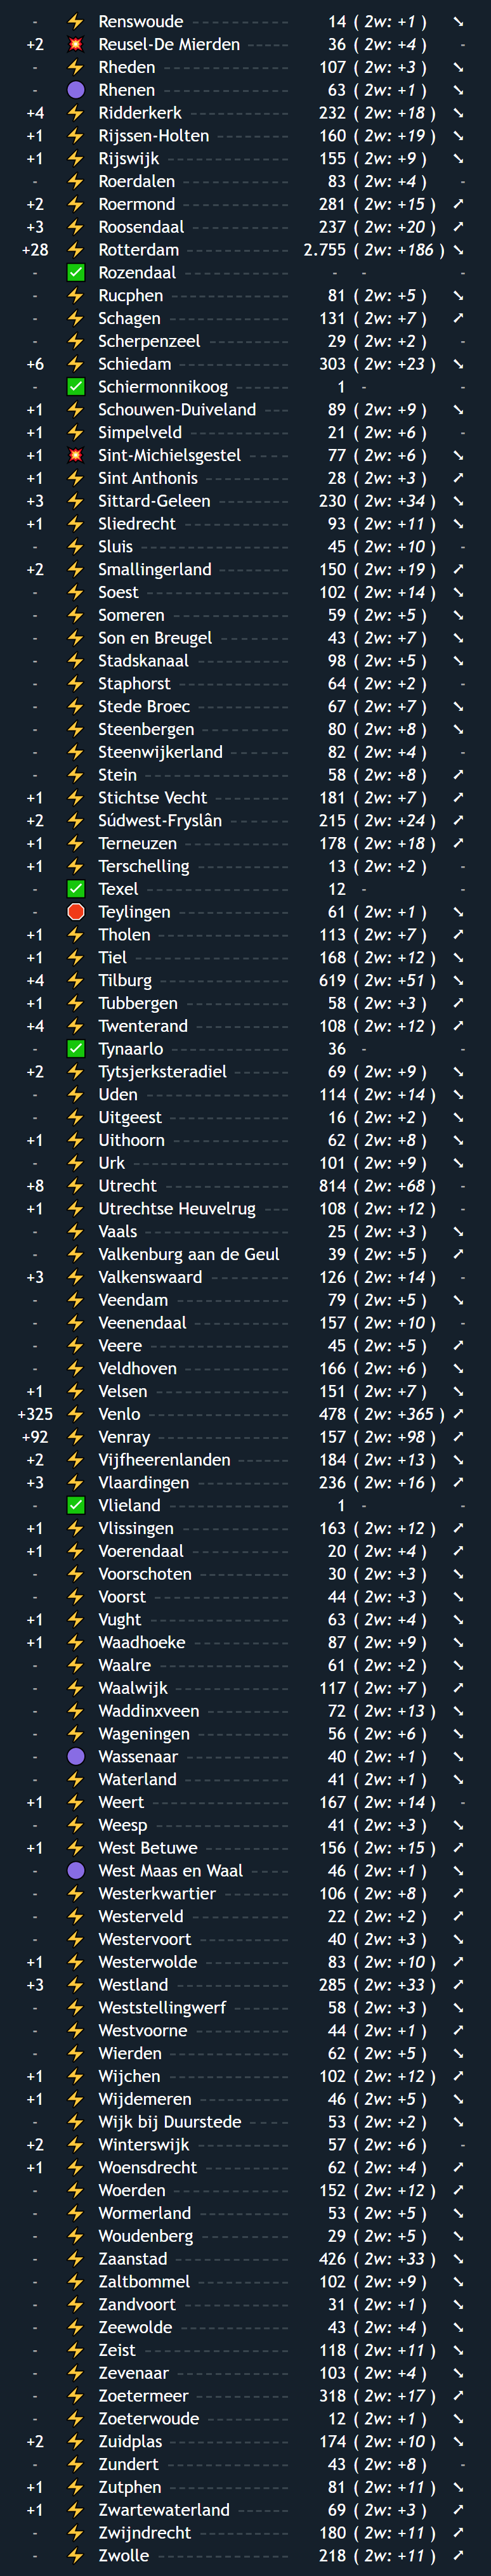 - ⚡ Renswoude ------------- 14 ( 2w: +1 ) ➘
+2 💥 Reusel-De Mierden ------ 36 ( 2w: +4 ) -
- ⚡ Rheden ---------------- 107 ( 2w: +3 ) ➘
- 🟣 Rhenen ---------------- 63 ( 2w: +1 ) ➘
+4 ⚡ Ridderkerk ------------ 232 ( 2w: +18 ) ➘
+1 ⚡ Rijssen-Holten -------- 160 ( 2w: +19 ) ➘
+1 ⚡ Rijswijk -------------- 155 ( 2w: +9 ) ➘
- ⚡ Roerdalen ------------- 83 ( 2w: +4 ) -
+2 ⚡ Roermond -------------- 281 ( 2w: +15 ) ➚
+3 ⚡ Roosendaal ------------ 237 ( 2w: +20 ) ➚
+28 ⚡ Rotterdam ------------ 2.755 ( 2w: +186 ) ➘
- ✅ Rozendaal ------------- - - -
- ⚡ Rucphen --------------- 81 ( 2w: +5 ) ➘
- ⚡ Schagen --------------- 131 ( 2w: +7 ) ➚
- ⚡ Scherpenzeel ---------- 29 ( 2w: +2 ) -
+6 ⚡ Schiedam -------------- 303 ( 2w: +23 ) ➘
- ✅ Schiermonnikoog ------- 1 - -
+1 ⚡ Schouwen-Duiveland ---- 89 ( 2w: +9 ) ➘
+1 ⚡ Simpelveld ------------ 21 ( 2w: +6 ) -
+1 💥 Sint-Michielsgestel ----- 77 ( 2w: +6 ) ➘
+1 ⚡ Sint Anthonis --------- 28 ( 2w: +3 ) ➚
+3 ⚡ Sittard-Geleen -------- 230 ( 2w: +34 ) ➘
+1 ⚡ Sliedrecht ------------ 93 ( 2w: +11 ) ➘
- ⚡ Sluis ----------------- 45 ( 2w: +10 ) -
+2 ⚡ Smallingerland -------- 150 ( 2w: +19 ) ➚
- ⚡ Soest ----------------- 102 ( 2w: +14 ) ➘
- ⚡ Someren --------------- 59 ( 2w: +5 ) ➘
- ⚡ Son en Breugel -------- 43 ( 2w: +7 ) ➘
- ⚡ Stadskanaal ----------- 98 ( 2w: +5 ) ➘
- ⚡ Staphorst ------------- 64 ( 2w: +2 ) -
- ⚡ Stede Broec ----------- 67 ( 2w: +7 ) ➘
- ⚡ Steenbergen ----------- 80 ( 2w: +8 ) ➘
- ⚡ Steenwijkerland ------- 82 ( 2w: +4 ) -
- ⚡ Stein ----------------- 58 ( 2w: +8 ) ➚
+1 ⚡ Stichtse Vecht -------- 181 ( 2w: +7 ) ➚
+2 ⚡ Súdwest-Fryslân ------- 215 ( 2w: +24 ) ➚
+1 ⚡ Terneuzen ------------- 178 ( 2w: +18 ) ➚
+1 ⚡ Terschelling ---------- 13 ( 2w: +2 ) -
- ✅ Texel ----------------- 12 - -
- 🛑 Teylingen ------------- 61 ( 2w: +1 ) ➘
+1 ⚡ Tholen ---------------- 113 ( 2w: +7 ) ➚
+1 ⚡ Tiel ------------------ 168 ( 2w: +12 ) ➘
+4 ⚡ Tilburg --------------- 619 ( 2w: +51 ) ➘
+1 ⚡ Tubbergen ------------- 58 ( 2w: +3 ) ➚
+4 ⚡ Twenterand ------------ 108 ( 2w: +12 ) ➚
- ✅ Tynaarlo -------------- 36 - -
+2 ⚡ Tytsjerksteradiel ------- 69 ( 2w: +9 ) ➘
- ⚡ Uden ------------------ 114 ( 2w: +14 ) ➘
- ⚡ Uitgeest -------------- 16 ( 2w: +2 ) ➘
+1 ⚡ Uithoorn -------------- 62 ( 2w: +8 ) ➘
- ⚡ Urk ------------------- 101 ( 2w: +9 ) ➘
+8 ⚡ Utrecht --------------- 814 ( 2w: +68 ) -
+1 ⚡ Utrechtse Heuvelrug --- 108 ( 2w: +12 ) -
- ⚡ Vaals ----------------- 25 ( 2w: +3 ) ➘
- ⚡ Valkenburg aan de Geul 39 ( 2w: +5 ) ➚
+3 ⚡ Valkenswaard ---------- 126 ( 2w: +14 ) -
- ⚡ Veendam --------------- 79 ( 2w: +5 ) ➘
- ⚡ Veenendaal ------------ 157 ( 2w: +10 ) -
- ⚡ Veere ----------------- 45 ( 2w: +5 ) ➚
- ⚡ Veldhoven ------------- 166 ( 2w: +6 ) ➘
+1 ⚡ Velsen ---------------- 151 ( 2w: +7 ) ➘
+325 ⚡ Venlo ----------------- 478 ( 2w: +365 ) ➚
+92 ⚡ Venray ---------------- 157 ( 2w: +98 ) ➚
+2 ⚡ Vijfheerenlanden ------ 184 ( 2w: +13 ) ➘
+3 ⚡ Vlaardingen ----------- 236 ( 2w: +16 ) ➚
- ✅ Vlieland -------------- 1 - -
+1 ⚡ Vlissingen ------------ 163 ( 2w: +12 ) ➚
+1 ⚡ Voerendaal ------------ 20 ( 2w: +4 ) ➚
- ⚡ Voorschoten ----------- 30 ( 2w: +3 ) ➘
- ⚡ Voorst ---------------- 44 ( 2w: +3 ) ➘
+1 ⚡ Vught ----------------- 63 ( 2w: +4 ) ➘
+1 ⚡ Waadhoeke ------------- 87 ( 2w: +9 ) ➘
- ⚡ Waalre ---------------- 61 ( 2w: +2 ) ➘
- ⚡ Waalwijk -------------- 117 ( 2w: +7 ) ➚
- ⚡ Waddinxveen ----------- 72 ( 2w: +13 ) ➘
- ⚡ Wageningen ------------ 56 ( 2w: +6 ) ➘
- 🟣 Wassenaar ------------- 40 ( 2w: +1 ) ➘
- ⚡ Waterland ------------- 41 ( 2w: +1 ) ➘
+1 ⚡ Weert ----------------- 167 ( 2w: +14 ) -
- ⚡ Weesp ----------------- 41 ( 2w: +3 ) ➘
+1 ⚡ West Betuwe ----------- 156 ( 2w: +15 ) ➚
- 🟣 West Maas en Waal ----- 46 ( 2w: +1 ) ➘
- ⚡ Westerkwartier -------- 106 ( 2w: +8 ) ➚
- ⚡ Westerveld ------------ 22 ( 2w: +2 ) ➚
- ⚡ Westervoort ----------- 40 ( 2w: +3 ) ➘
+1 ⚡ Westerwolde ----------- 83 ( 2w: +10 ) ➚
+3 ⚡ Westland -------------- 285 ( 2w: +33 ) ➚
- ⚡ Weststellingwerf ------ 58 ( 2w: +3 ) ➘
- ⚡ Westvoorne ------------ 44 ( 2w: +1 ) ➚
- ⚡ Wierden --------------- 62 ( 2w: +5 ) ➘
+1 ⚡ Wijchen --------------- 102 ( 2w: +12 ) ➚
+1 ⚡ Wijdemeren ------------ 46 ( 2w: +5 ) ➘
- ⚡ Wijk bij Duurstede ---- 53 ( 2w: +2 ) ➘
+2 ⚡ Winterswijk ----------- 57 ( 2w: +6 ) -
+1 ⚡ Woensdrecht ----------- 62 ( 2w: +4 ) ➚
- ⚡ Woerden --------------- 152 ( 2w: +12 ) ➚
- ⚡ Wormerland ------------ 53 ( 2w: +5 ) ➘
- ⚡ Woudenberg ------------ 29 ( 2w: +5 ) ➘
- ⚡ Zaanstad -------------- 426 ( 2w: +33 ) ➘
- ⚡ Zaltbommel ------------ 102 ( 2w: +9 ) ➘
- ⚡ Zandvoort ------------- 31 ( 2w: +1 ) ➘
- ⚡ Zeewolde -------------- 43 ( 2w: +4 ) ➘
- ⚡ Zeist ----------------- 118 ( 2w: +11 ) ➘
- ⚡ Zevenaar -------------- 103 ( 2w: +4 ) ➘
- ⚡ Zoetermeer ------------ 318 ( 2w: +17 ) ➚
- ⚡ Zoeterwoude ----------- 12 ( 2w: +1 ) ➘
+2 ⚡ Zuidplas -------------- 174 ( 2w: +10 ) ➘
- ⚡ Zundert --------------- 43 ( 2w: +8 ) -
+1 ⚡ Zutphen --------------- 81 ( 2w: +11 ) ➘
+1 ⚡ Zwartewaterland ------- 69 ( 2w: +3 ) ➚
- ⚡ Zwijndrecht ----------- 180 ( 2w: +11 ) ➚
- ⚡ Zwolle ---------------- 218 ( 2w: +11 ) ➚